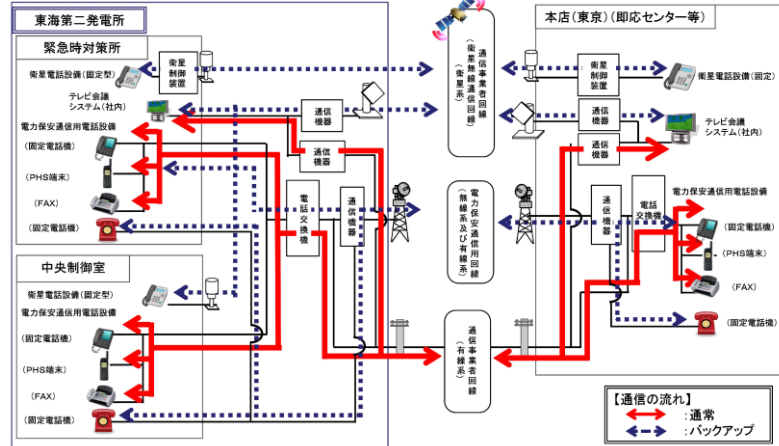 東海第二発電所
緊急時対策所
衛星電話設備(固定型)
衛星
制御
装置
テレビ会議
システム(社内)
電力保安通信用電話設備
(固定電話機)
(PHS端末)
(FAX)
(固定電話機)
通信
機器
通信
機器
電話交換機
通信機器
中央制御室
衛星電話設備(固定型)
電力保安通信用電話設備
(固定電話機)
(PHS端末)
(FAX)
(固定電話機)
通信事業者回線
(衛星無線通信回線)
(衛星系)
電力保安通信用回線
(無線系及び有線系)
通信事業者回線
(有線系)
本店(東京)(即応センター等)
衛星
制御
装置
衛星電話設備(固定)
通信
機器
通信
機器
テレビ会議
システム(社内)
通信機器
電話
交換機
電力保安通信用電話設備
(固定電話機)
(PHS端末)
(FAX)
(固定電話機)
【通信の流れ】
:通常
:バックアップ